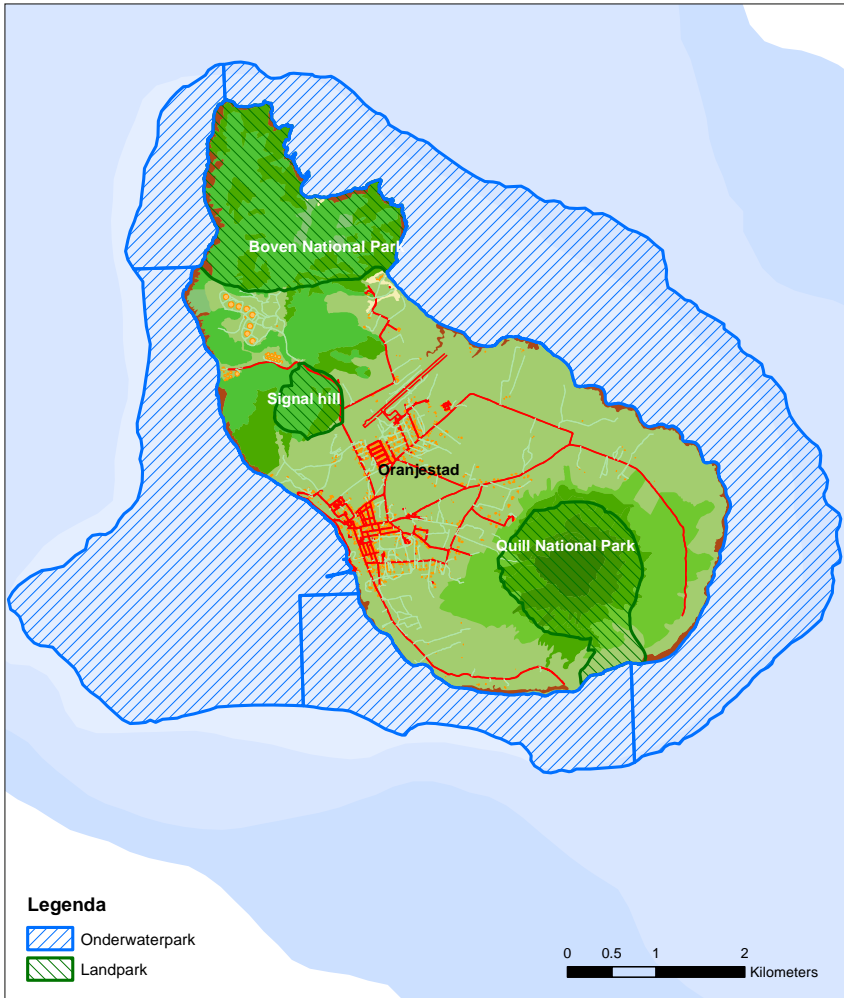 Boven National Park
Signal hill
Oranjestad
Quill National Park
Legenda
Onderwaterpark
Landpark
0 0.5 1 2
Kilometers